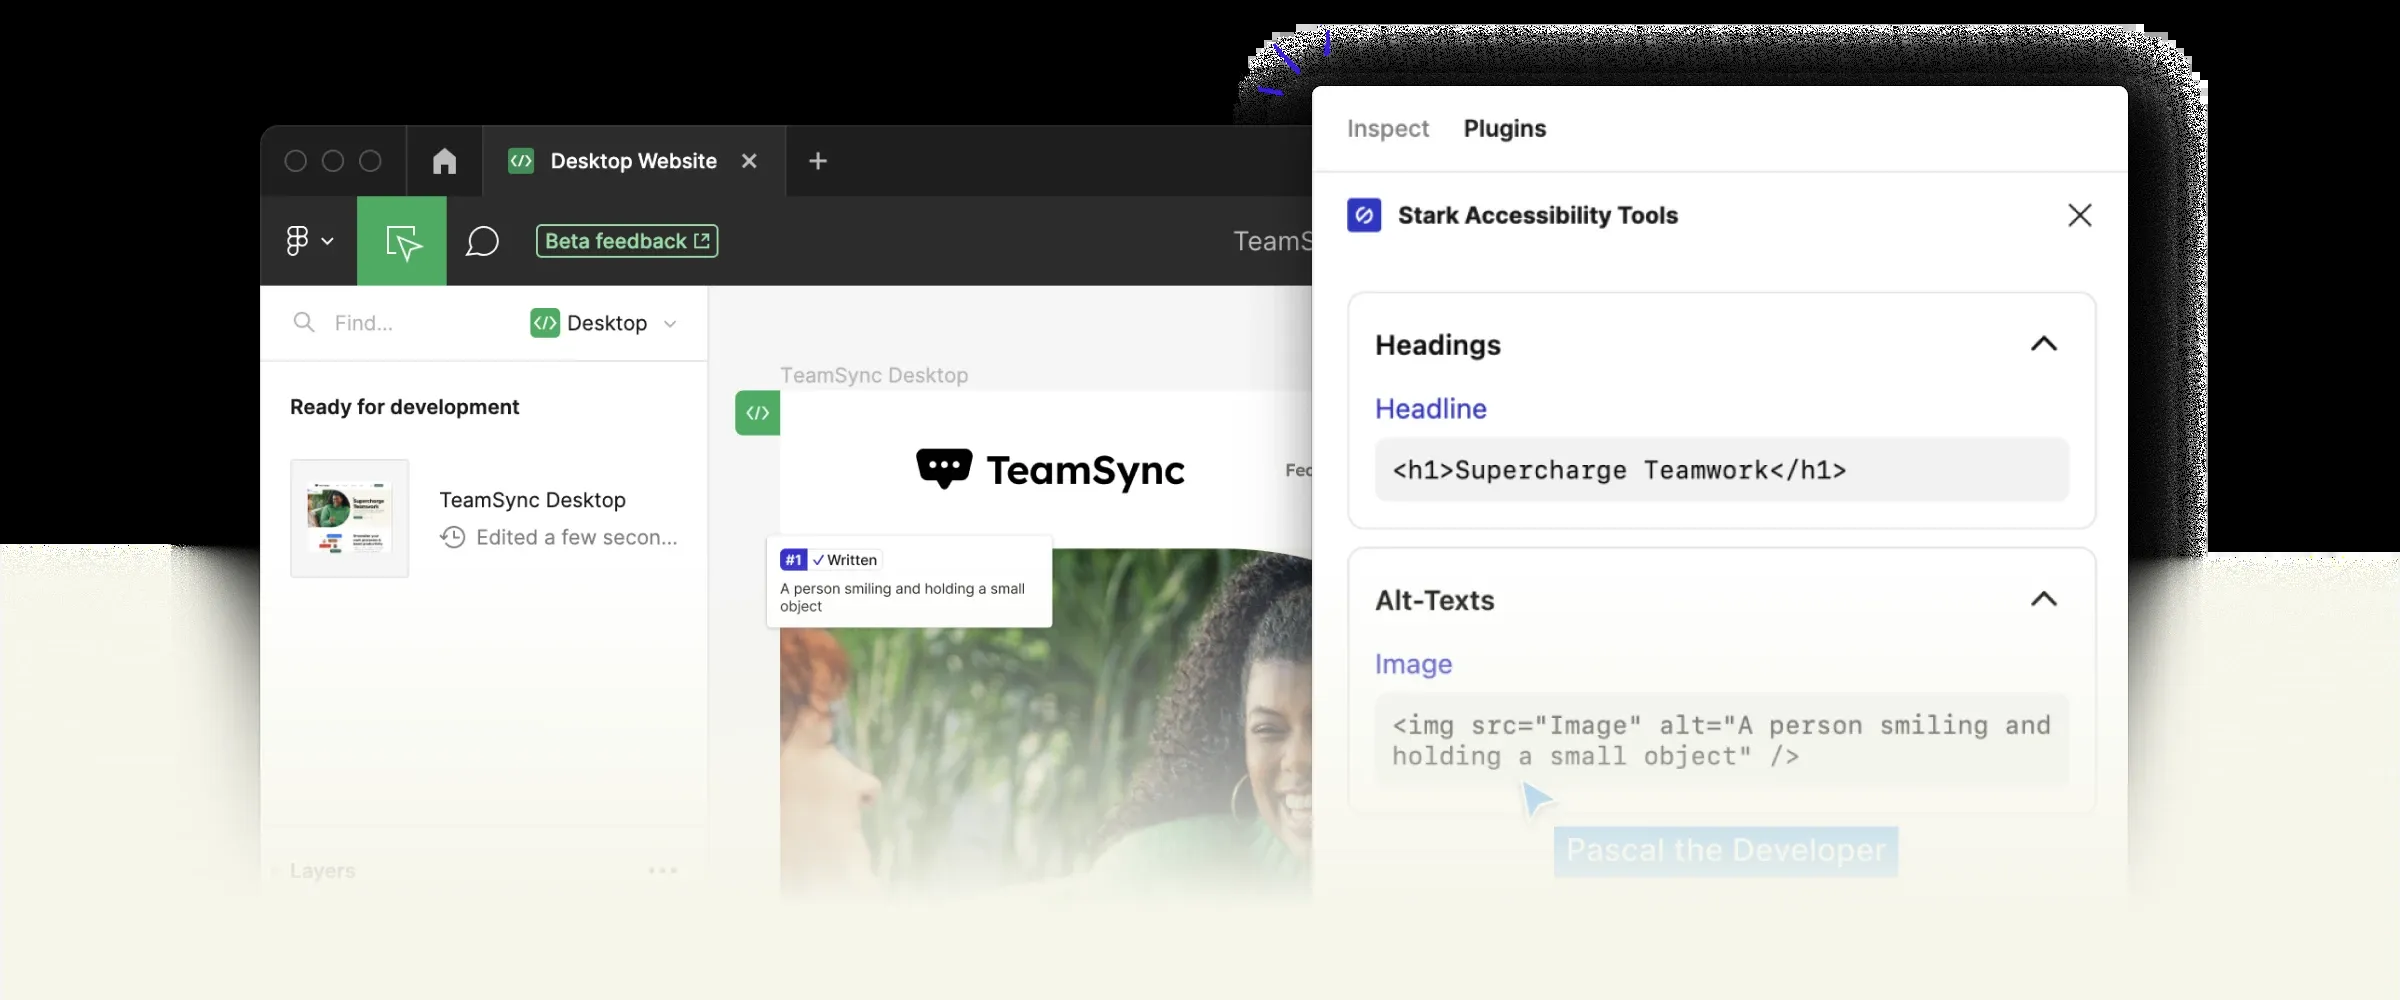 Desktop Website
Beta feedback
TeamS
Find...
Desktop
Ready for development
TeamSync Desktop
Edited a few secon...
Layers
TeamSync Desktop
TeamSync
#1 ✓ Written
A person smiling and holding a small
object
Inspect Plugins
Stark Accessibility Tools
Headings
Headline
<h1>Supercharge Teamwork</h1>
Alt-Texts
Image
<img src="Image" alt="A person smiling and
holding a small object" />
Pascal the Developer